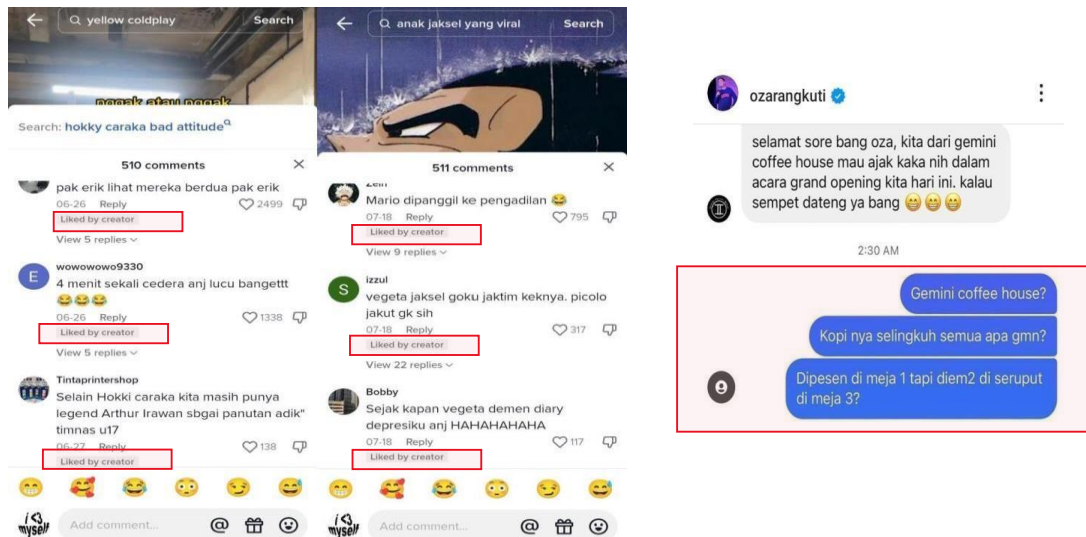 yellow coldplay
Search
nggak atau nggak
Search: hokky caraka bad attitude
510 comments
pak erik lihat mereka berdua pak erik
06-26 Reply
2499
Liked by creator
View 5 replies
E
wowowowo9330
4 menit sekali cedera anj lucu bangettt
😂😂😂
06-26 Reply
1338
Liked by creator
View 5 replies
Tintaprintershop
Selain Hokki caraka kita masih punya
legend Arthur Irawan sbgai panutan adik"
timnas u17
06-27 Reply
138
Liked by creator
i <3
myself
Add comment...
@
anak jaksel yang viral
Search
511 comments
Zein
Mario dipanggil ke pengadilan 😂
07-18 Reply
795
Liked by creator
View 9 replies
S
izzul
vegeta jaksel goku jaktim keknya. picolo
jakut gk sih
07-18 Reply
317
Liked by creator
View 22 replies
Bobby
Sejak kapan vegeta demen diary
depresiku anj HAHAHAHAHA
07-18 Reply
117
Liked by creator
i <3
myself
Add comment...
@
ozarangkuti
selamat sore bang oza, kita dari gemini
coffee house mau ajak kaka nih dalam
acara grand opening kita hari ini. kalau
sempet dateng ya bang 😁😁😁
2:30 AM
Gemini coffee house?
Kopi nya selingkuh semua apa gmn?
Dipesen di meja 1 tapi diem2 di seruput
di meja 3?